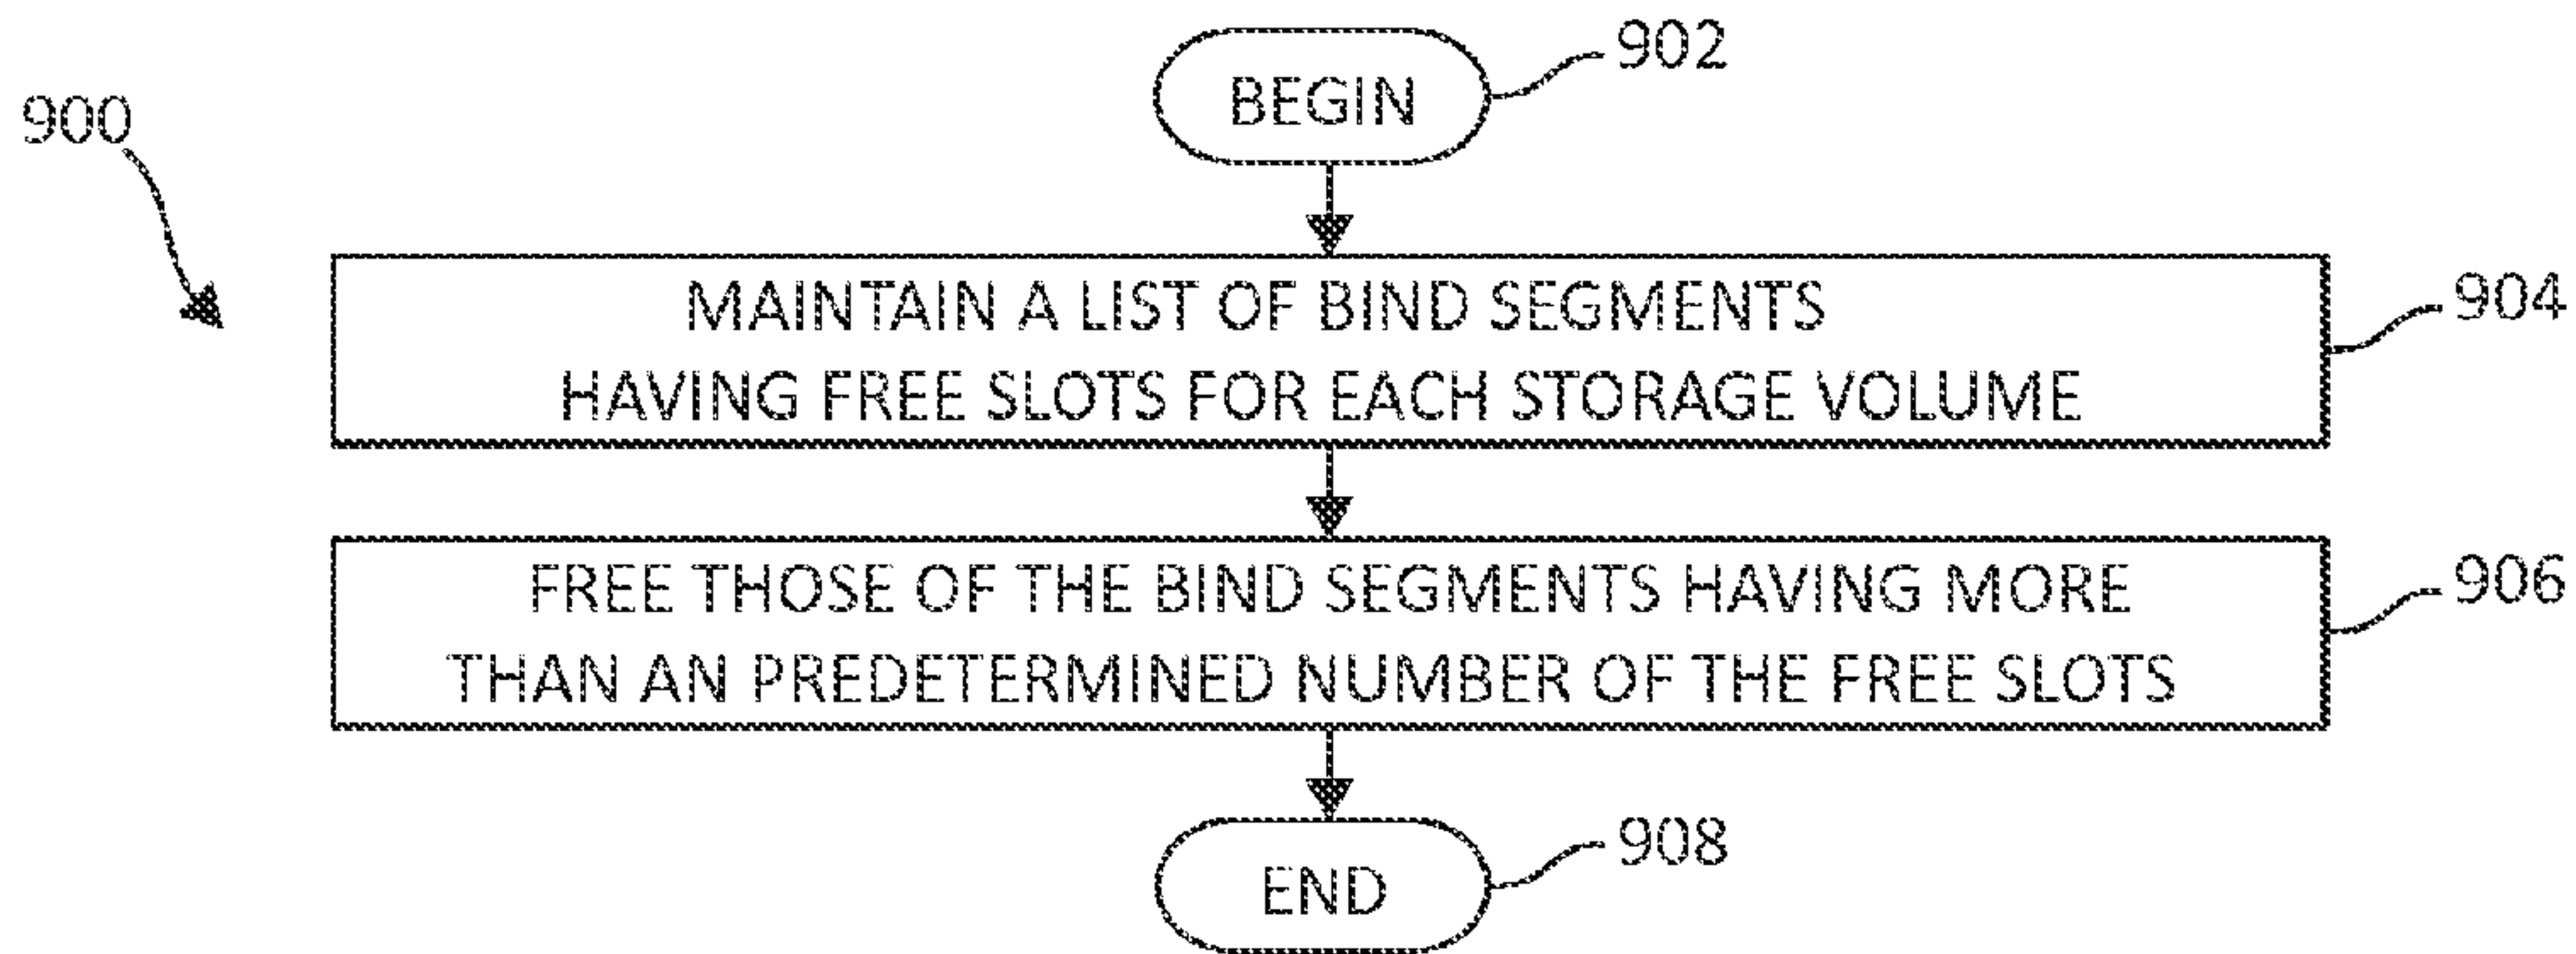 900
BEGIN
902
MAINTAIN A LIST OF BIND SEGMENTS
HAVING FREE SLOTS FOR EACH STORAGE VOLUME
904
FREE THOSE OF THE BIND SEGMENTS HAVING MORE
THAN AN PREDETERMINED NUMBER OF THE FREE SLOTS
906
END
908